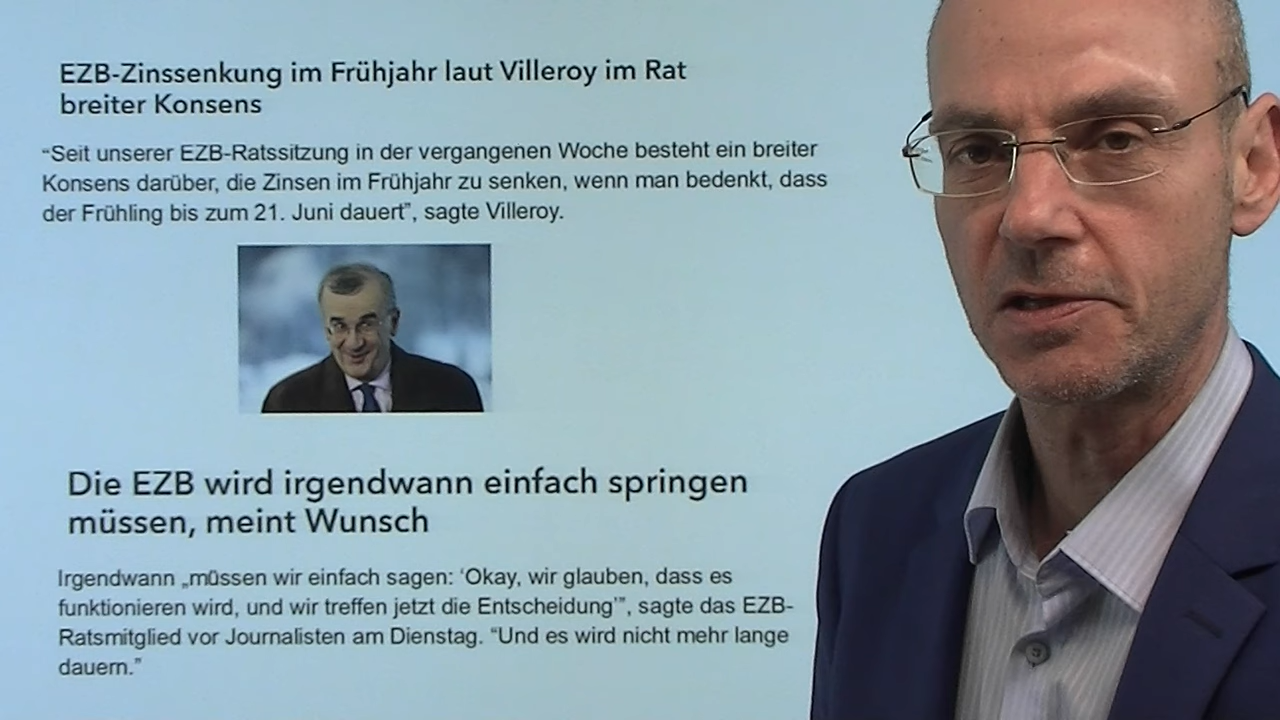 EZB-Zinssenkung im Frühjahr laut Villeroy im Rat
breiter Konsens
“Seit unserer EZB-Ratssitzung in der vergangenen Woche besteht ein breiter
Konsens darüber, die Zinsen im Frühjahr zu senken, wenn man bedenkt, dass
der Frühling bis zum 21. Juni dauert”, sagte Villeroy.
Die EZB wird irgendwann einfach springen
müssen, meint Wunsch
Irgendwann „müssen wir einfach sagen: ‘Okay, wir glauben, dass es
funktionieren wird, und wir treffen jetzt die Entscheidung’”, sagte das EZB-
Ratsmitglied vor Journalisten am Dienstag. “Und es wird nicht mehr lange
dauern.”